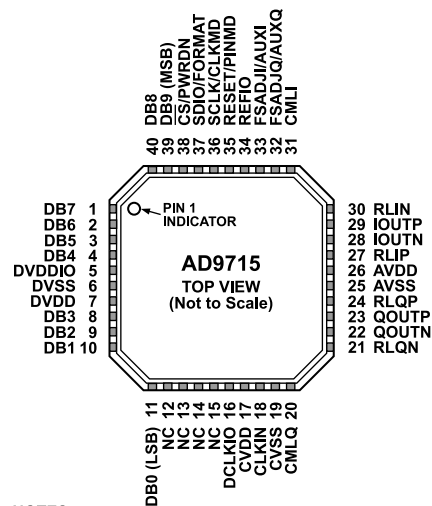 40 DB8
39 DB9 (MSB)
38 CS/PWRDN
37 SDIO/FORMAT
36 SCLK/CLKMD
35 RESET/PINMD
34 REFIO
33 FSADJI/AUXI
32 FSADJQ/AUXQ
31 CMLI
DB7 1
DB6 2
DB5 3
DB4 4
DVDDIO 5
DVSS 6
DVDD 7
DB3 8
DB2 9
DB1 10
PIN 1
INDICATOR
AD9715
TOP VIEW
(Not to Scale)
30 RLIN
29 IOUTP
28 IOUTN
27 RLIP
26 AVDD
25 AVSS
24 RLQP
23 QOUTP
22 QOUTN
21 RLQN
DB0 (LSB) 11
NC 12
NC 13
NC 14
NC 15
DCLKIO 16
CVDD 17
CLKIN 18
CVSS 19
CMLQ 20